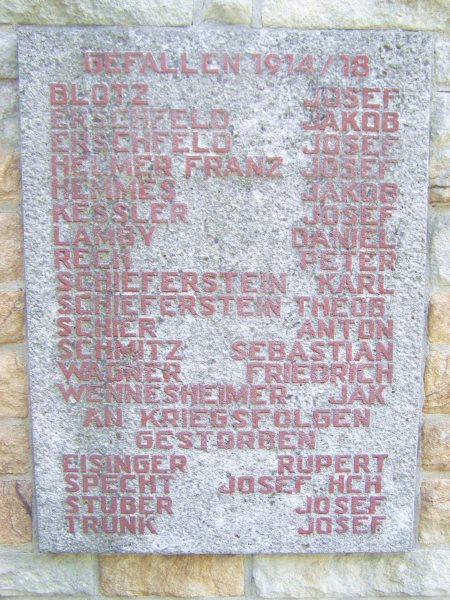 GEFALLEN 1914/18
BLOTZ JOSEF
ERSCHFELD JAKOB
ERSCHFELD JOSEF
HELMER FRANZ JOSEF
HEMMES JAKOB
KESSLER JOSEF
LAMBY DANIEL
RECH PETER
SCHIEFERSTEIN KARL
SCHIEFERSTEIN THEOB.
SCHIER ANTON
SCHMITZ SEBASTIAN
WAGNER FRIEDRICH
WENNESHEIMER JAK
AN KRIEGSFOLGEN
GESTORBEN
EISINGER RUPERT
SPECHT JOSEF HCH
STUBER JOSEF
TRUNK JOSEF